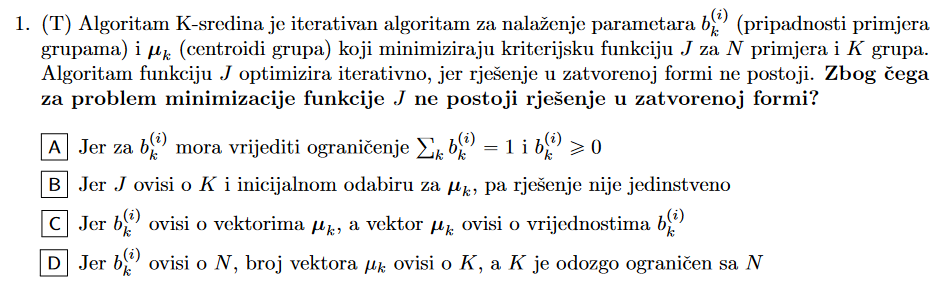 1. (T) Algoritam K-sredina je iterativan algoritam za nalaženje parametara $b_k^{(i)}$ (pripadnosti primjera
grupama) i $\boldsymbol{\mu}_k$ (centroidi grupa) koji minimiziraju kriterijsku funkciju $J$ za $N$ primjera i $K$ grupa.
Algoritam funkciju $J$ optimizira iterativno, jer rješenje u zatvorenoj formi ne postoji. Zbog čega
za problem minimizacije funkcije $J$ ne postoji rješenje u zatvorenoj formi?
A Jer za $b_k^{(i)}$ mora vrijediti ograničenje $\sum_k b_k^{(i)} = 1$ i $b_k^{(i)} \geqslant 0$
B Jer $J$ ovisi o $K$ i inicijalnom odabiru za $\boldsymbol{\mu}_k$, pa rješenje nije jedinstveno
C Jer $b_k^{(i)}$ ovisi o vektorima $\boldsymbol{\mu}_k$, a vektor $\boldsymbol{\mu}_k$ ovisi o vrijednostima $b_k^{(i)}$
D Jer $b_k^{(i)}$ ovisi o $N$, broj vektora $\mu_k$ ovisi o $K$, a $K$ je odozgo ograničen sa $N$